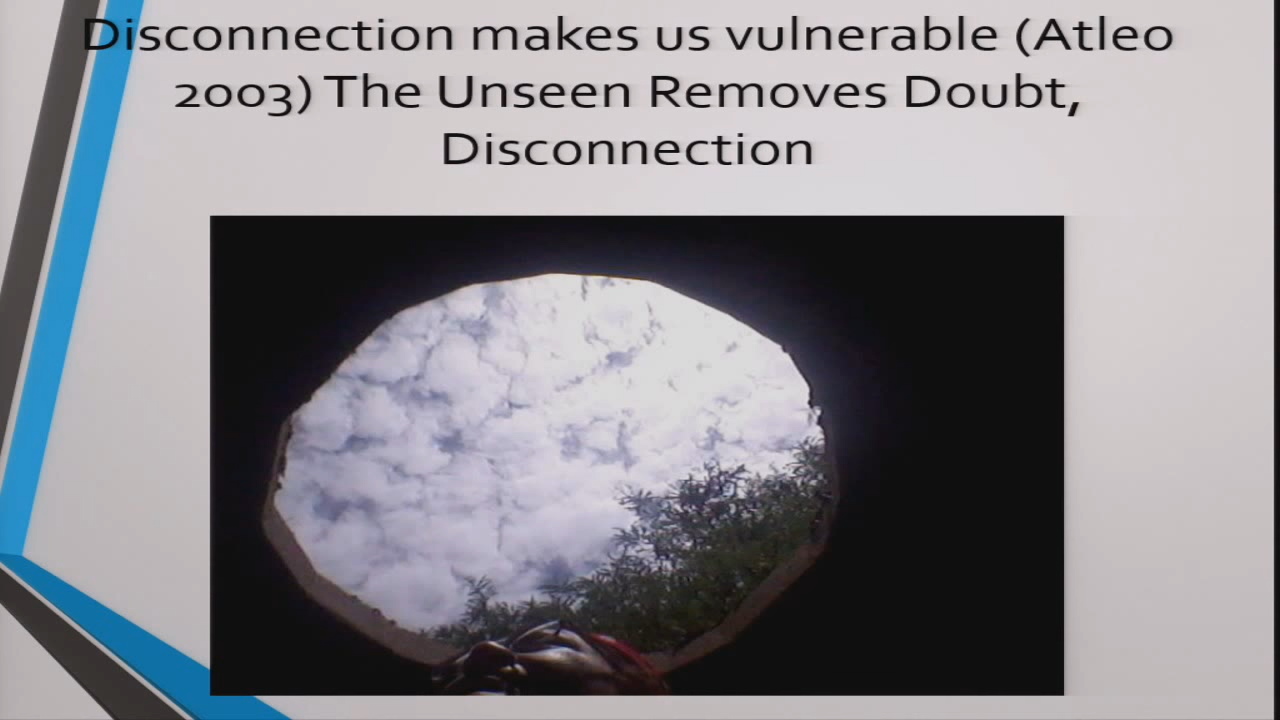 Disconnection makes us vulnerable (Atleo
2003) The Unseen Removes Doubt,
Disconnection